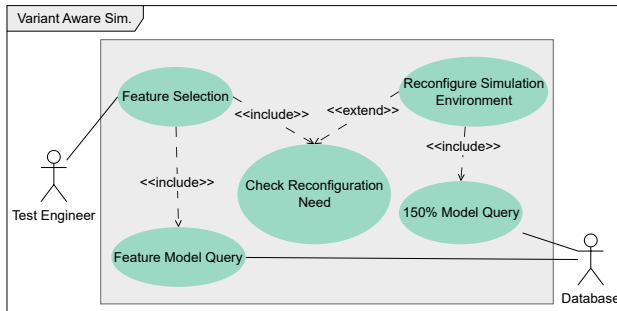 Variant Aware Sim.
Feature Selection
Reconfigure Simulation
Environment
<<include>>
<<extend>>
<<include>>
<<include>>
Check Reconfiguration
Need
Test Engineer
150% Model Query
Feature Model Query
Database